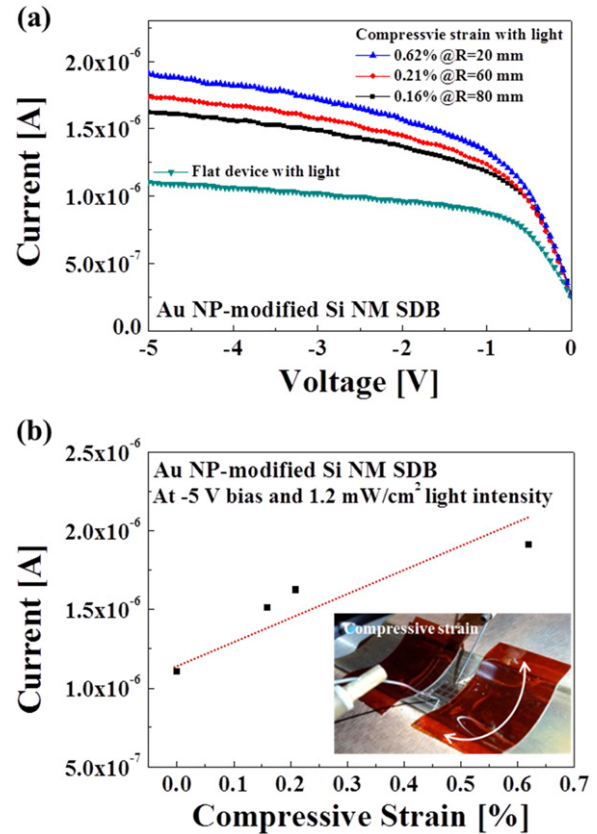 (a)
Compressvie strain with light
0.62% @R=20 mm
0.21% @R=60 mm
0.16% @R=80 mm
Flat device with light
Au NP-modified Si NM SDB
Current [A]
2.0x10⁻⁶
1.5x10⁻⁶
1.0x10⁻⁶
5.0x10⁻⁷
0.0
-5 -4 -3 -2 -1 0
Voltage [V]
(b)
Au NP-modified Si NM SDB
At -5 V bias and 1.2 mW/cm² light intensity
Current [A]
2.5x10⁻⁶
2.0x10⁻⁶
1.5x10⁻⁶
1.0x10⁻⁶
5.0x10⁻⁷
Compressive strain
0.0 0.1 0.2 0.3 0.4 0.5 0.6 0.7
Compressive Strain [%]